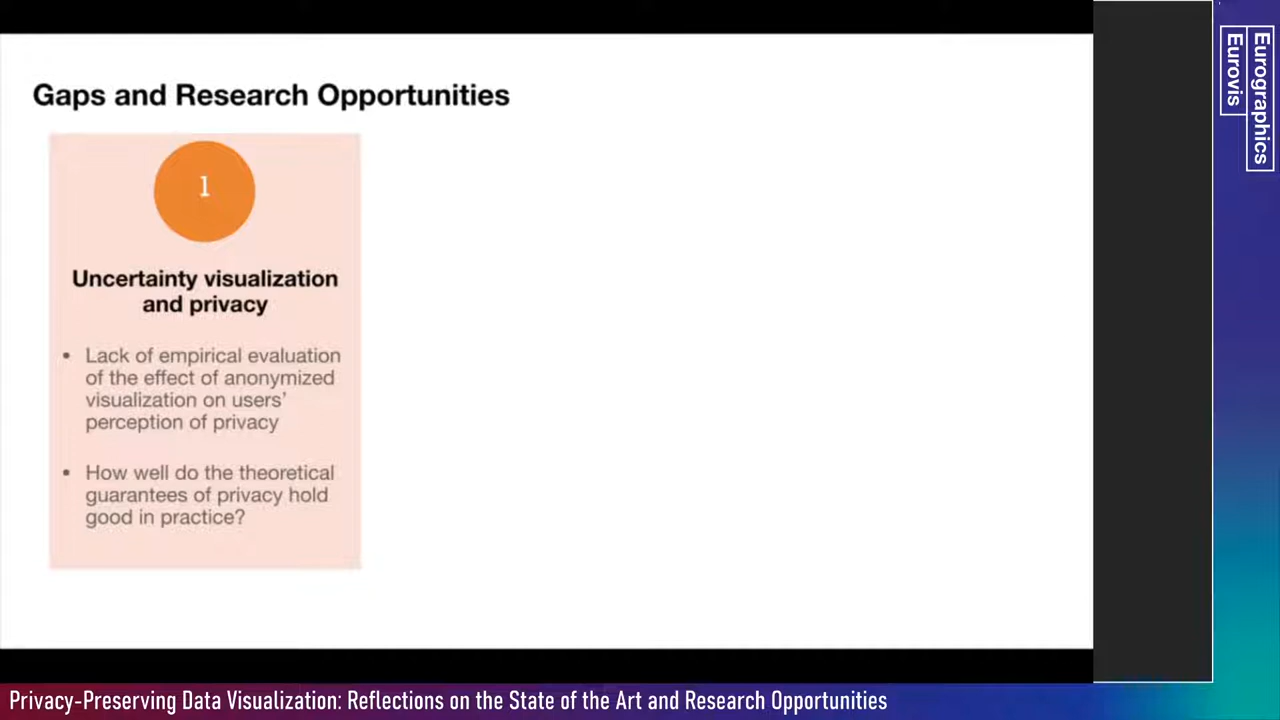 Gaps and Research Opportunities
1
Uncertainty visualization
and privacy
• Lack of empirical evaluation
of the effect of anonymized
visualization on users’
perception of privacy
• How well do the theoretical
guarantees of privacy hold
good in practice?
Eurographics
Eurovis
Privacy-Preserving Data Visualization: Reflections on the State of the Art and Research Opportunities